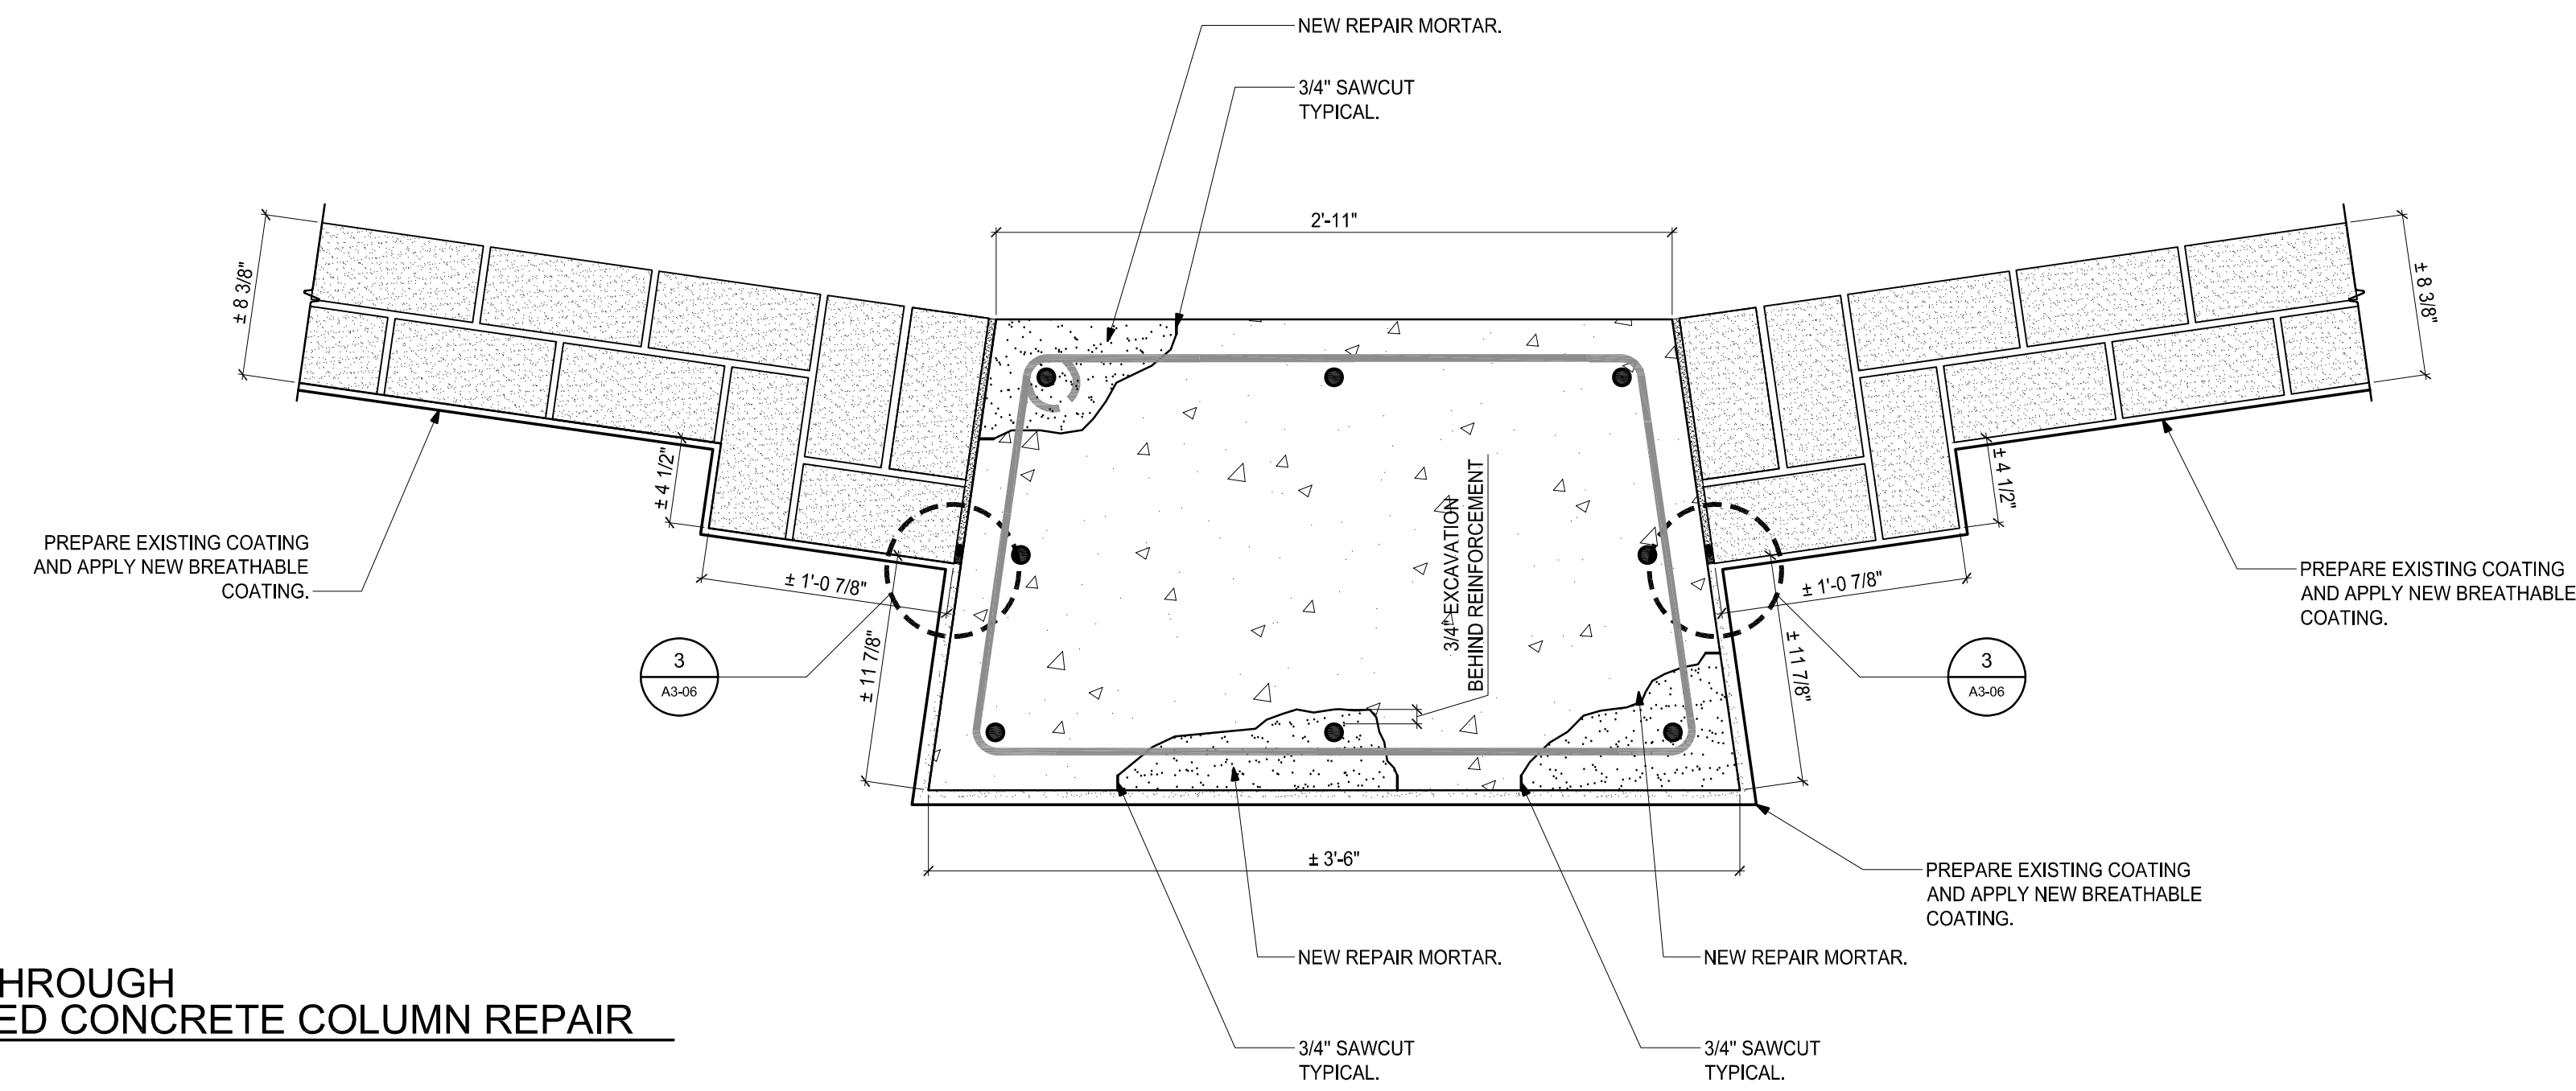 NEW REPAIR MORTAR.
3/4" SAWCUT
TYPICAL.
2'-11"
± 8 3/8"
± 8 3/8"
± 4 1/2"
± 4 1/2"
3/4" EXCAVATION
BEHIND REINFORCEMENT
PREPARE EXISTING COATING
AND APPLY NEW BREATHABLE
COATING.
± 1'-0 7/8"
± 1'-0 7/8"
PREPARE EXISTING COATING
AND APPLY NEW BREATHABLE
COATING.
3
A3-06
± 11 7/8"
± 11 7/8"
3
A3-06
± 3'-6"
PREPARE EXISTING COATING
AND APPLY NEW BREATHABLE
COATING.
NEW REPAIR MORTAR.
NEW REPAIR MORTAR.
HROUGH
ED CONCRETE COLUMN REPAIR
3/4" SAWCUT
TYPICAL.
3/4" SAWCUT
TYPICAL.